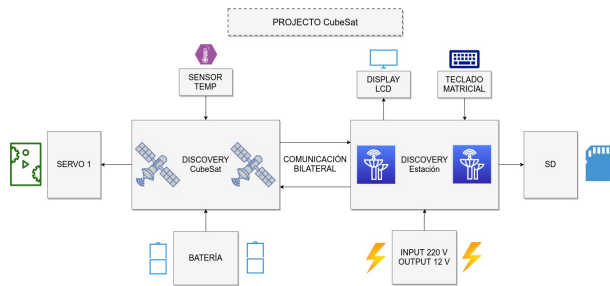 PROJECTO CubeSat
SENSOR
TEMP
DISPLAY
LCD
TECLADO
MATRICIAL
SERVO 1
DISCOVERY
CubeSat
COMUNICACIÓN
BILATERAL
DISCOVERY
Estación
SD
BATERÍA
INPUT 220 V
OUTPUT 12 V